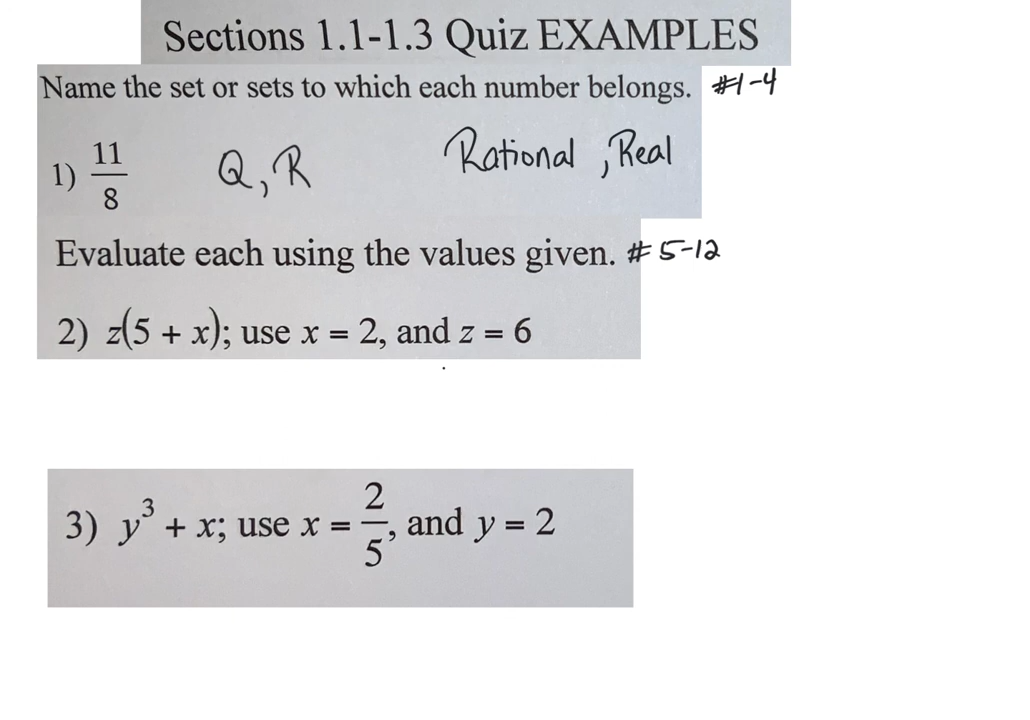 Sections 1.1-1.3 Quiz EXAMPLES
Name the set or sets to which each number belongs. #1-4
1) 11/8 Q, R Rational, Real
Evaluate each using the values given. #5-12
2) z(5 + x); use x = 2, and z = 6
3) y³ + x; use x = 2/5, and y = 2